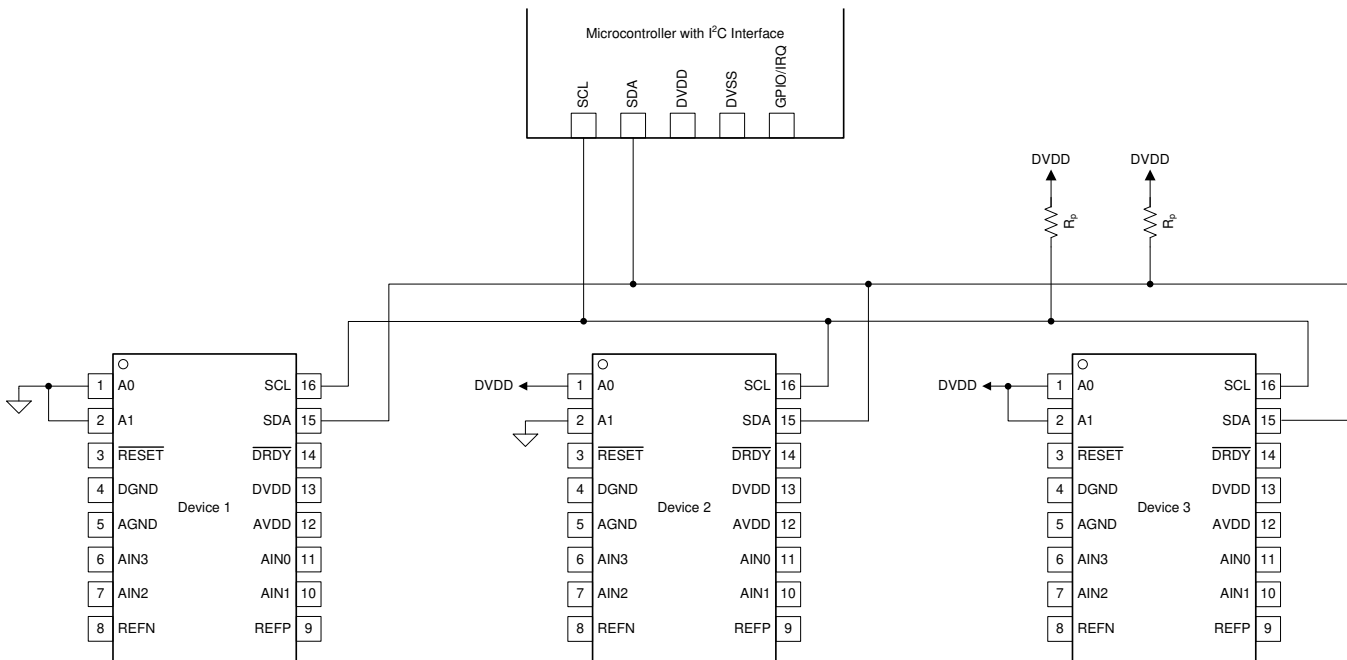 Microcontroller with I²C Interface
SCL
SDA
DVDD
DVSS
GPIO/IRQ
DVDD
DVDD
Rp
Rp
1 A0 SCL 16
2 A1 SDA 15
3 RESET DRDY 14
4 DGND DVDD 13
Device 1
5 AGND AVDD 12
6 AIN3 AIN0 11
7 AIN2 AIN1 10
8 REFN REFP 9
DVDD
1 A0 SCL 16
2 A1 SDA 15
3 RESET DRDY 14
4 DGND DVDD 13
Device 2
5 AGND AVDD 12
6 AIN3 AIN0 11
7 AIN2 AIN1 10
8 REFN REFP 9
DVDD
1 A0 SCL 16
2 A1 SDA 15
3 RESET DRDY 14
4 DGND DVDD 13
Device 3
5 AGND AVDD 12
6 AIN3 AIN0 11
7 AIN2 AIN1 10
8 REFN REFP 9